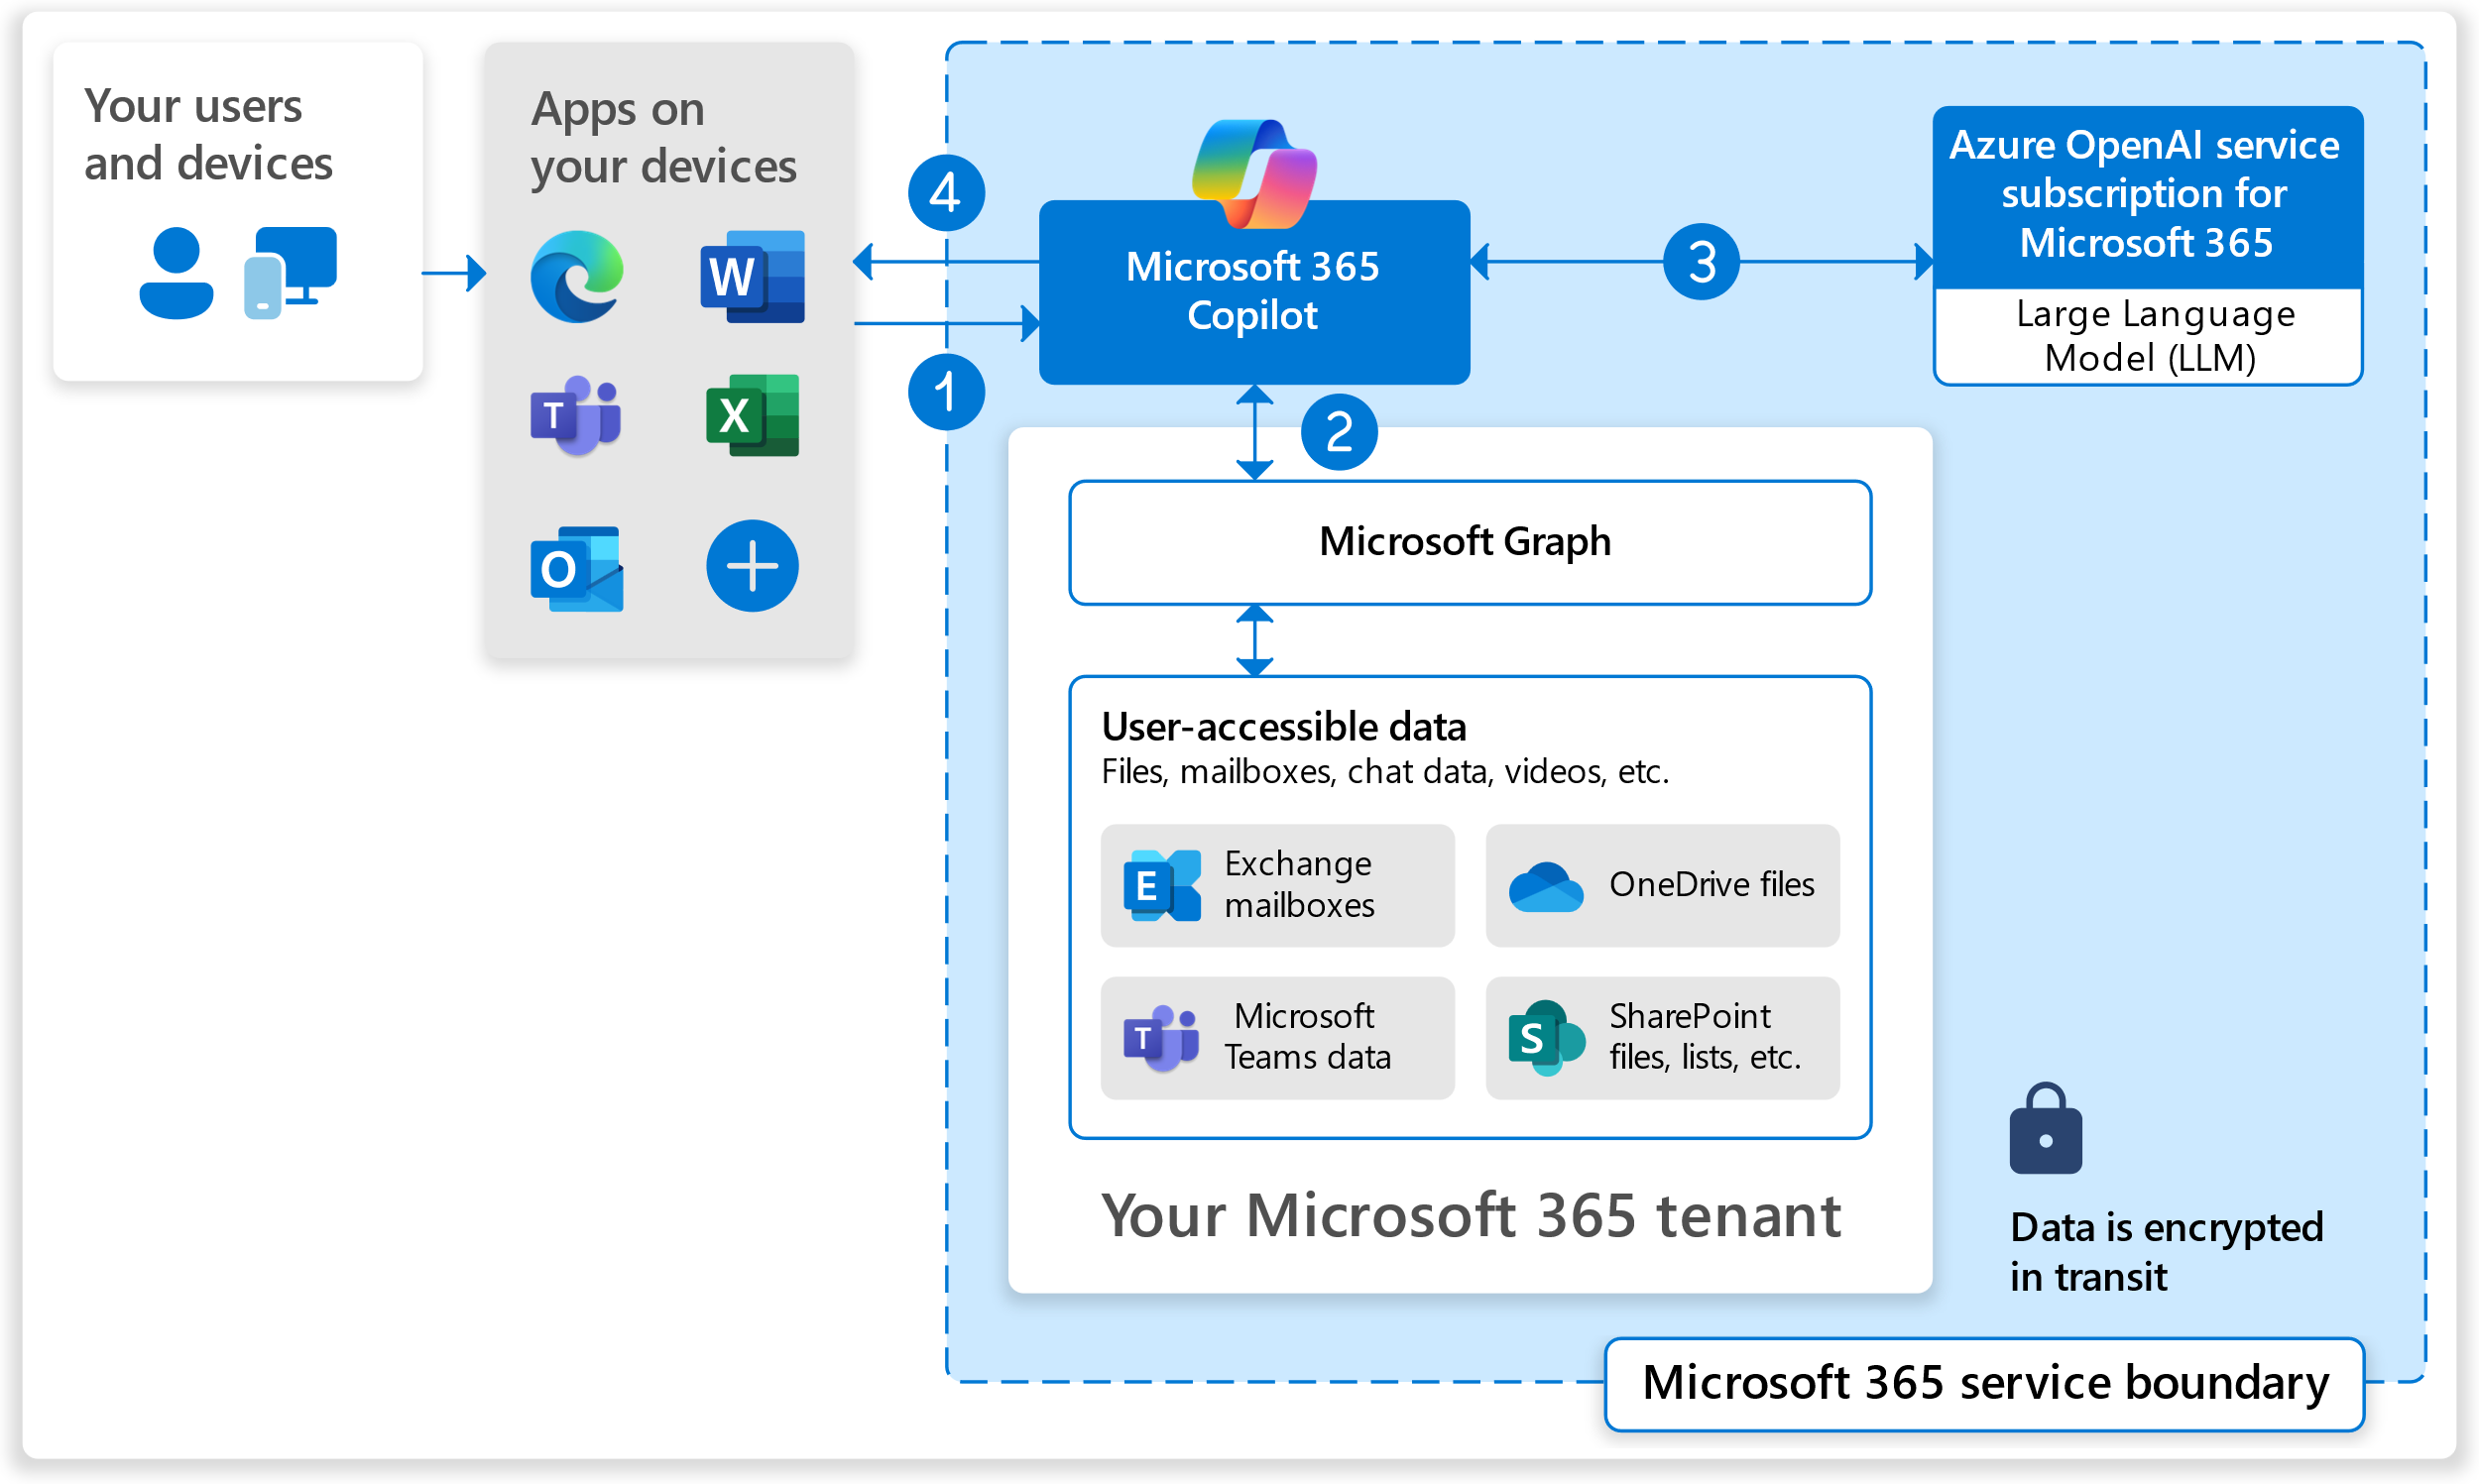 Your users
and devices
Apps on
your devices
W
T
X
O
4
1
Microsoft 365
Copilot
3
Azure OpenAI service
subscription for
Microsoft 365
Large Language
Model (LLM)
2
Microsoft Graph
User-accessible data
Files, mailboxes, chat data, videos, etc.
E
Exchange
mailboxes
OneDrive files
T
Microsoft
Teams data
S
SharePoint
files, lists, etc.
Your Microsoft 365 tenant
Data is encrypted
in transit
Microsoft 365 service boundary